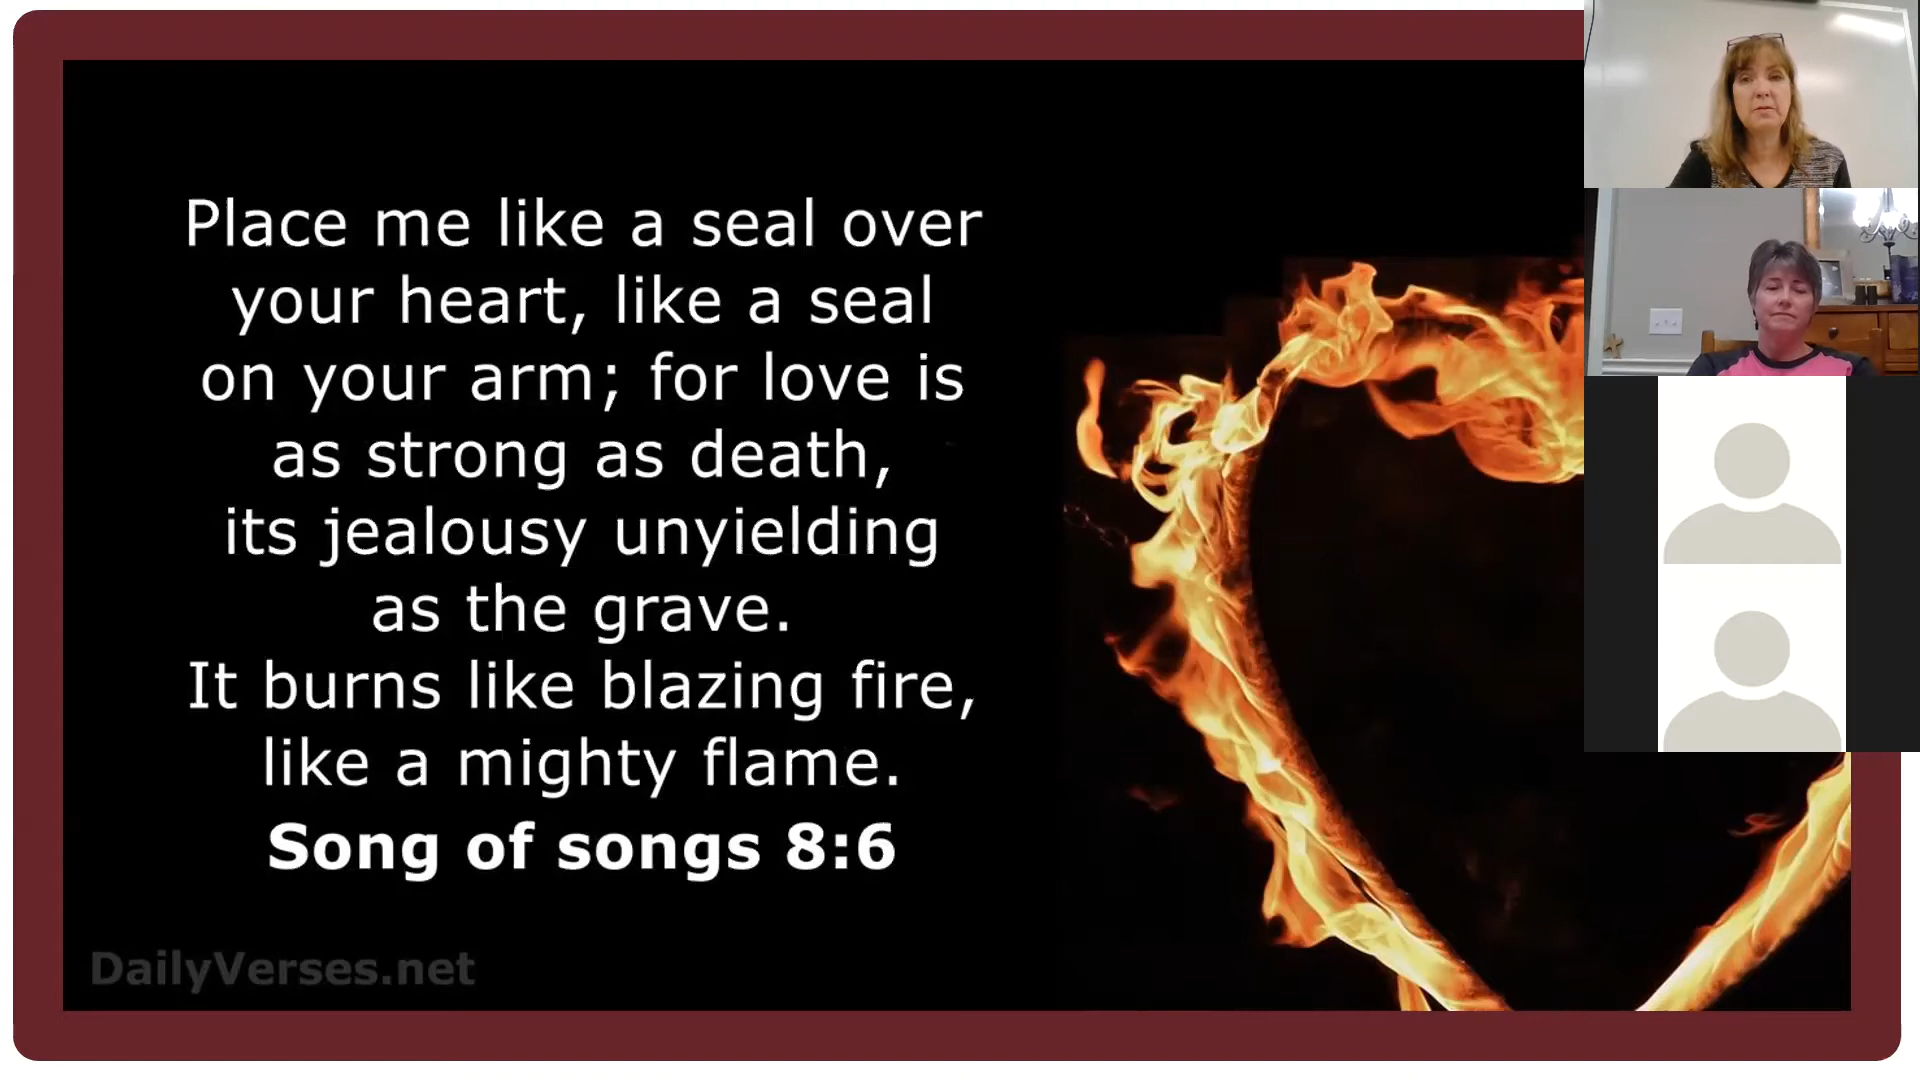 Place me like a seal over
your heart, like a seal
on your arm; for love is
as strong as death,
its jealousy unyielding
as the grave.
It burns like blazing fire,
like a mighty flame.
Song of songs 8:6
DailyVerses.net